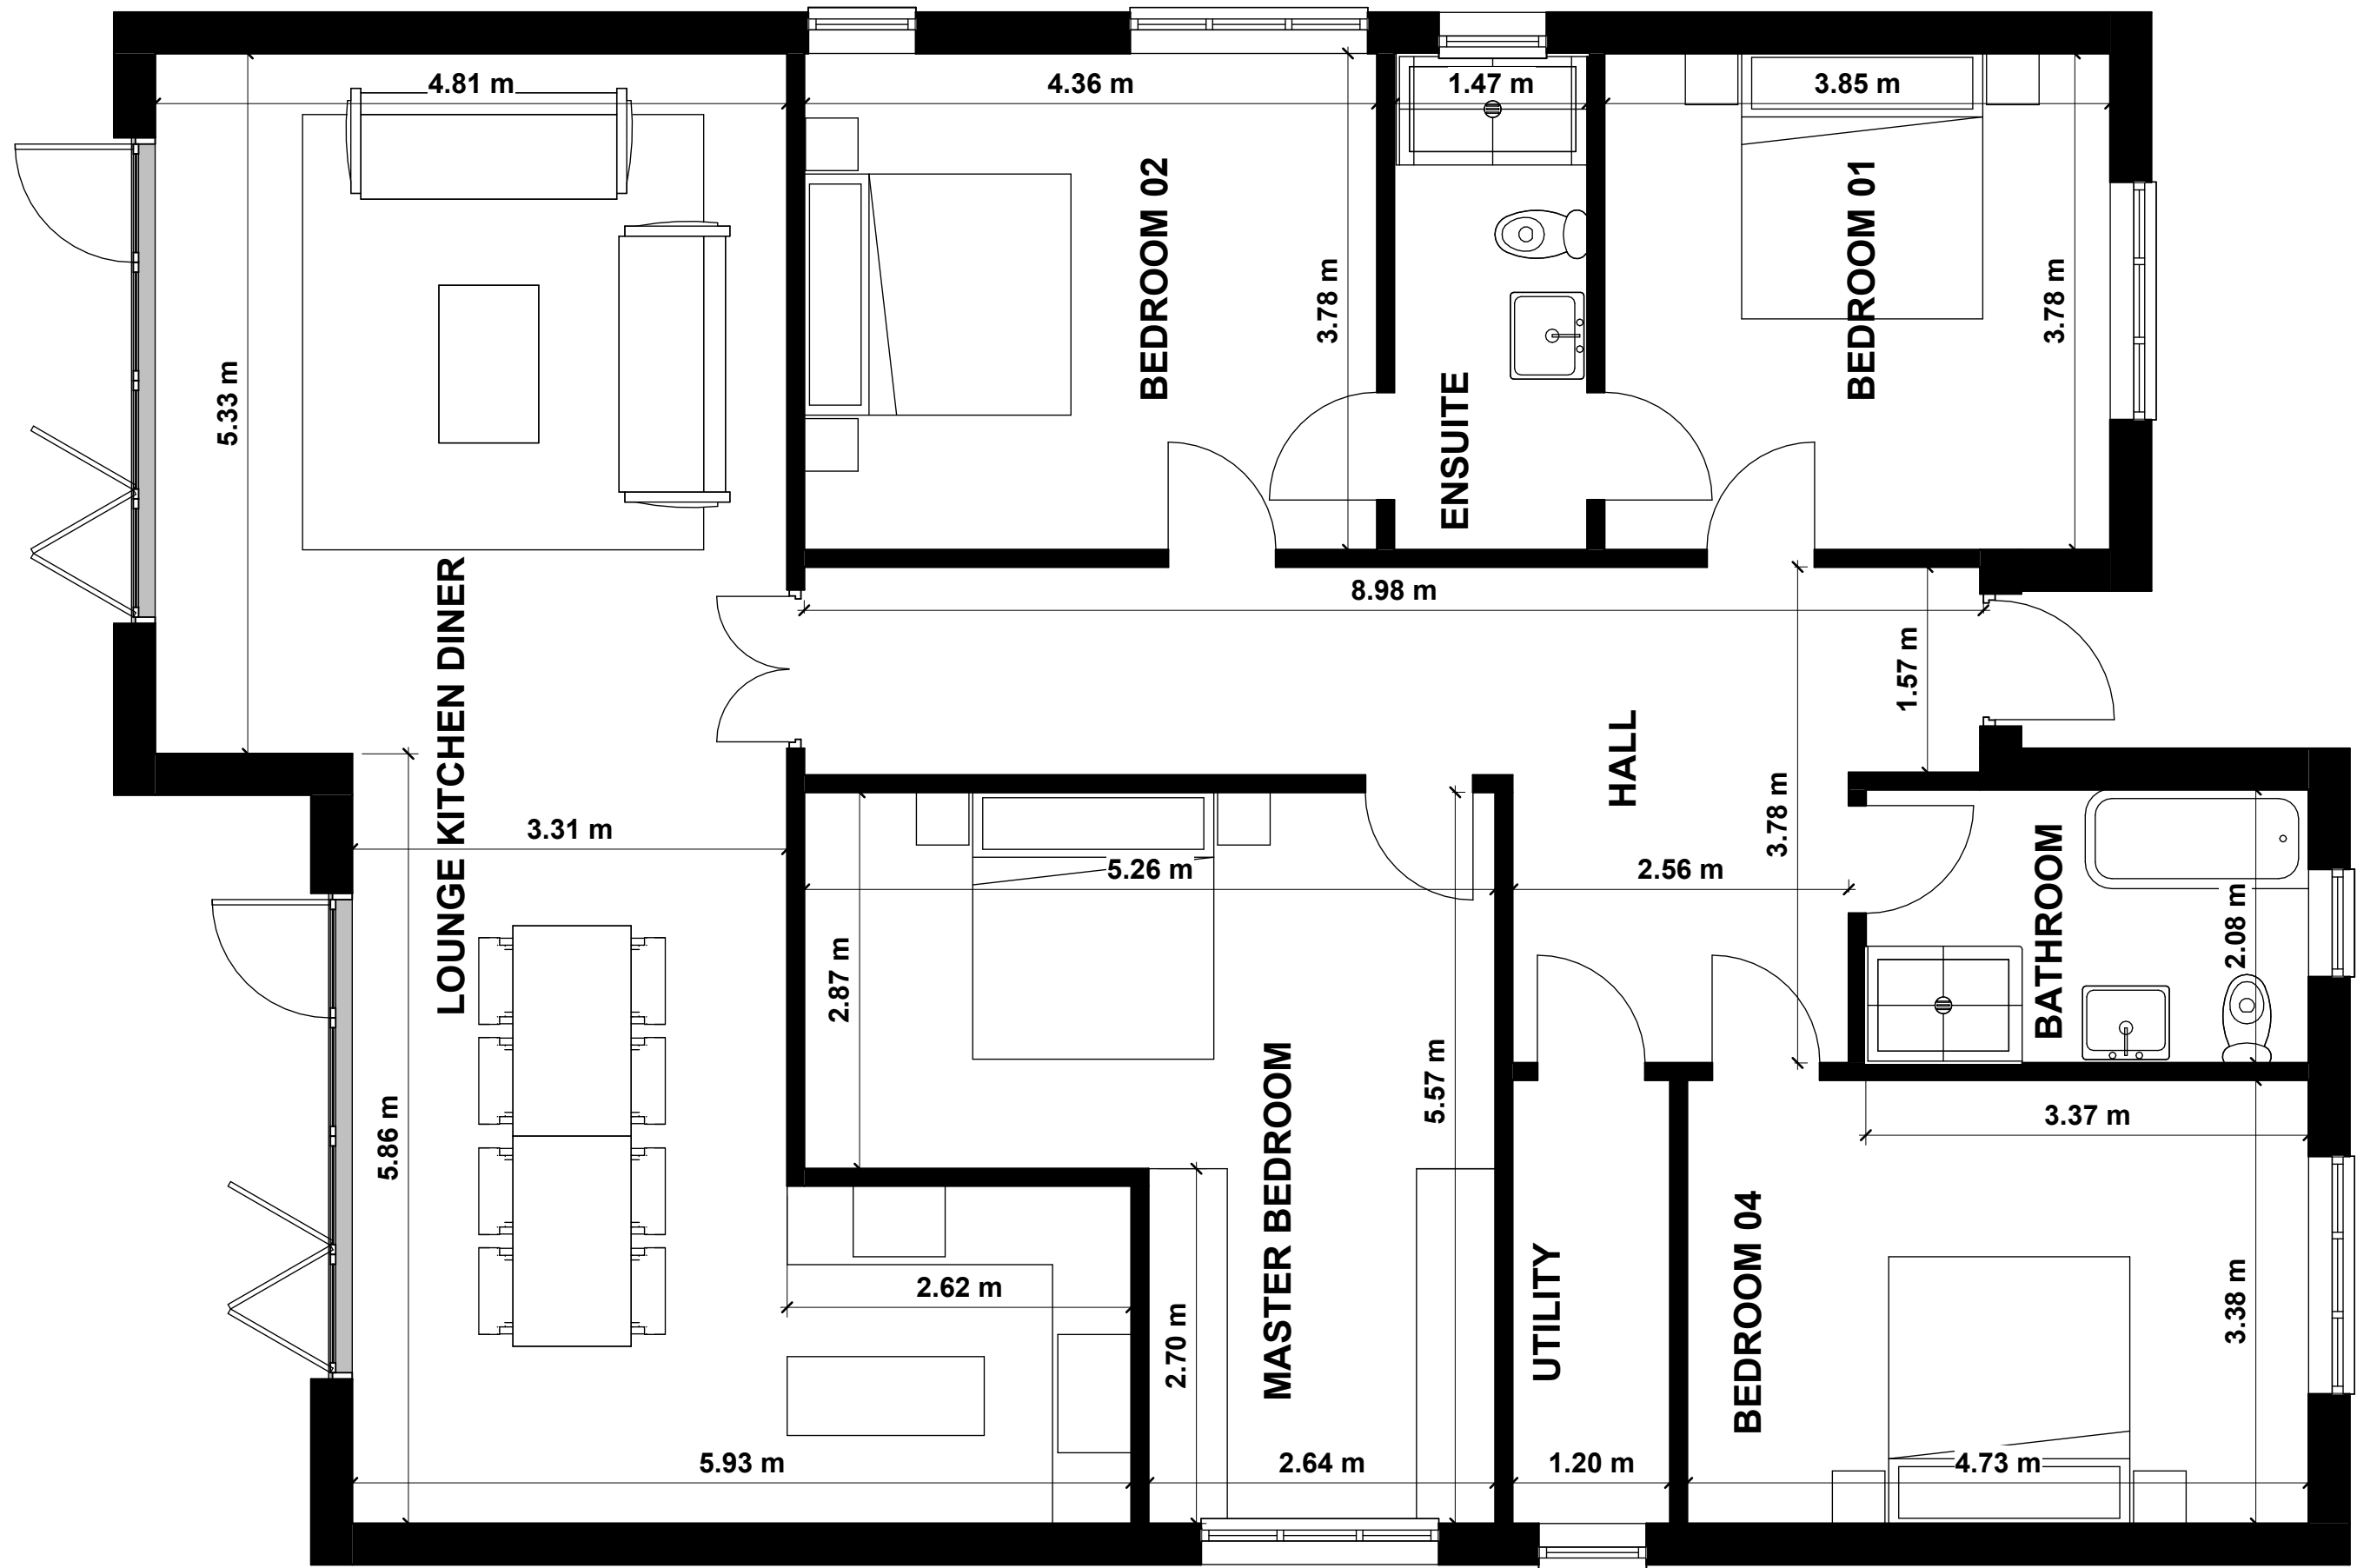 4.81 m
4.36 m
1.47 m
3.85 m
BEDROOM 02
BEDROOM 01
3.78 m
3.78 m
5.33 m
ENSUITE
LOUNGE KITCHEN DINER
8.98 m
1.57 m
HALL
3.78 m
3.31 m
5.26 m
2.56 m
BATHROOM
2.08 m
2.87 m
5.57 m
MASTER BEDROOM
5.86 m
3.37 m
2.62 m
2.70 m
UTILITY
BEDROOM 04
3.38 m
5.93 m
2.64 m
1.20 m
4.73 m